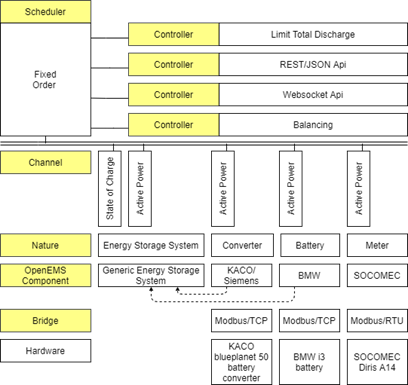 Scheduler
Fixed
Order
Controller Limit Total Discharge
Controller REST/JSON Api
Controller Websocket Api
Controller Balancing
Channel State of Charge Active Power Active Power Active Power Active Power
Nature Energy Storage System Converter Battery Meter
OpenEMS
Component
Generic Energy Storage
System
KACO/
Siemens
BMW
SOCOMEC
Bridge Modbus/TCP Modbus/TCP Modbus/RTU
Hardware
KACO
blueplanet 50
battery
converter
BMW i3
battery
SOCOMEC
Diris A14